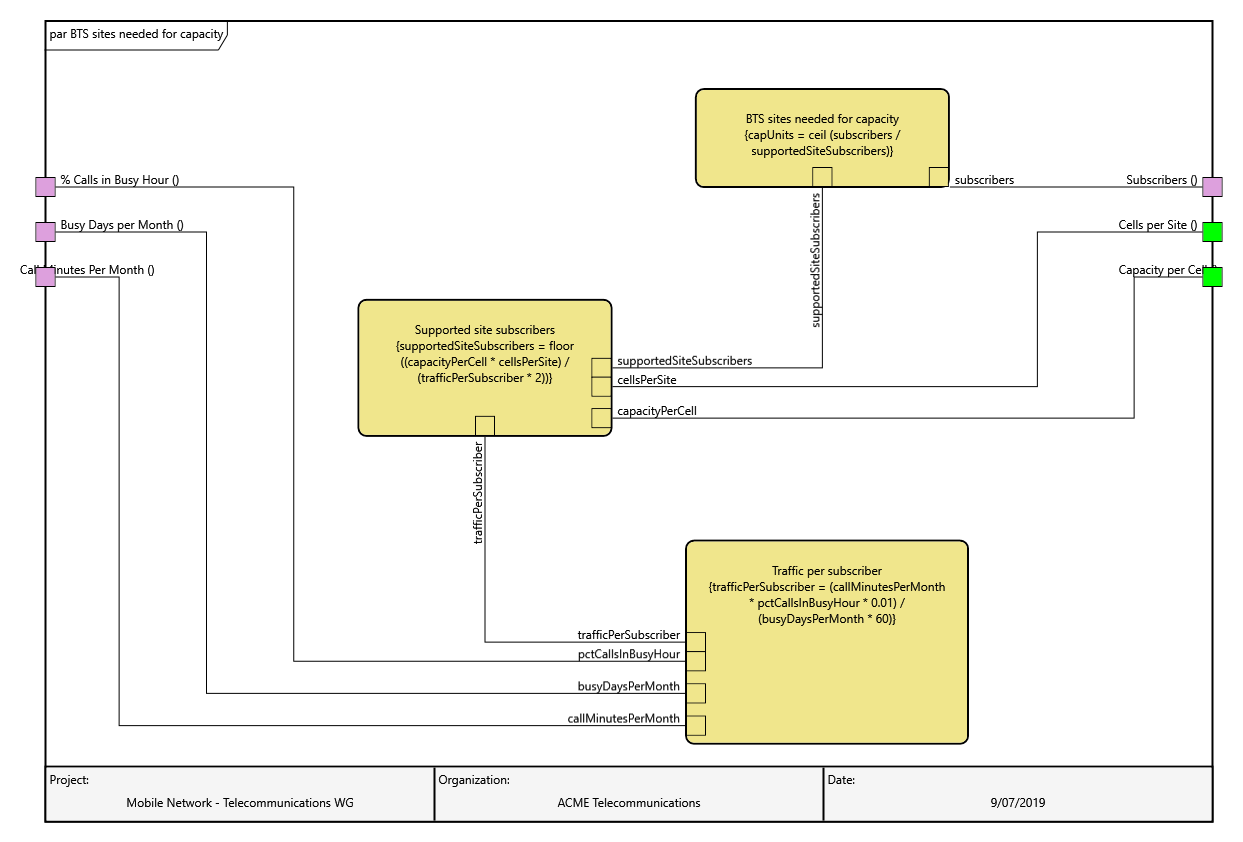 par BTS sites needed for capacity
BTS sites needed for capacity
{capUnits = ceil (subscribers /
supportedSiteSubscribers)}
% Calls in Busy Hour ()
subscribers
Subscribers ()
Busy Days per Month ()
Cells per Site ()
supportedSiteSubscribers
Call Minutes Per Month ()
Capacity per Cell ()
Supported site subscribers
{supportedSiteSubscribers = floor
((capacityPerCell * cellsPerSite) /
(trafficPerSubscriber * 2))}
supportedSiteSubscribers
cellsPerSite
capacityPerCell
trafficPerSubscriber
Traffic per subscriber
{trafficPerSubscriber = (callMinutesPerMonth
* pctCallsInBusyHour * 0.01) /
(busyDaysPerMonth * 60)}
trafficPerSubscriber
pctCallsInBusyHour
busyDaysPerMonth
callMinutesPerMonth
Project:
Mobile Network - Telecommunications WG
Organization:
ACME Telecommunications
Date:
9/07/2019